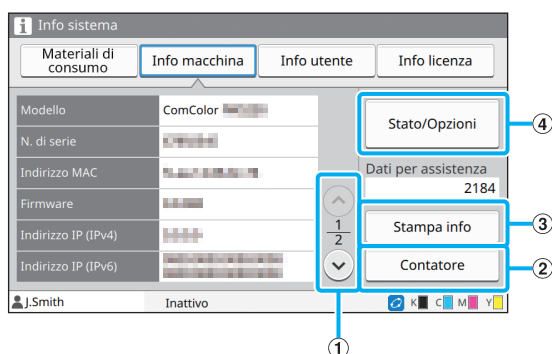 Info sistema
Materiali di consumo
Info macchina
Info utente
Info licenza
Modello
ComColor
N. di serie
Indirizzo MAC
Firmware
Indirizzo IP (IPv4)
Indirizzo IP (IPv6)
1
2
Stato/Opzioni
4
Dati per assistenza
2184
Stampa info
3
Contatore
2
J.Smith
Inattivo
K C M Y
1